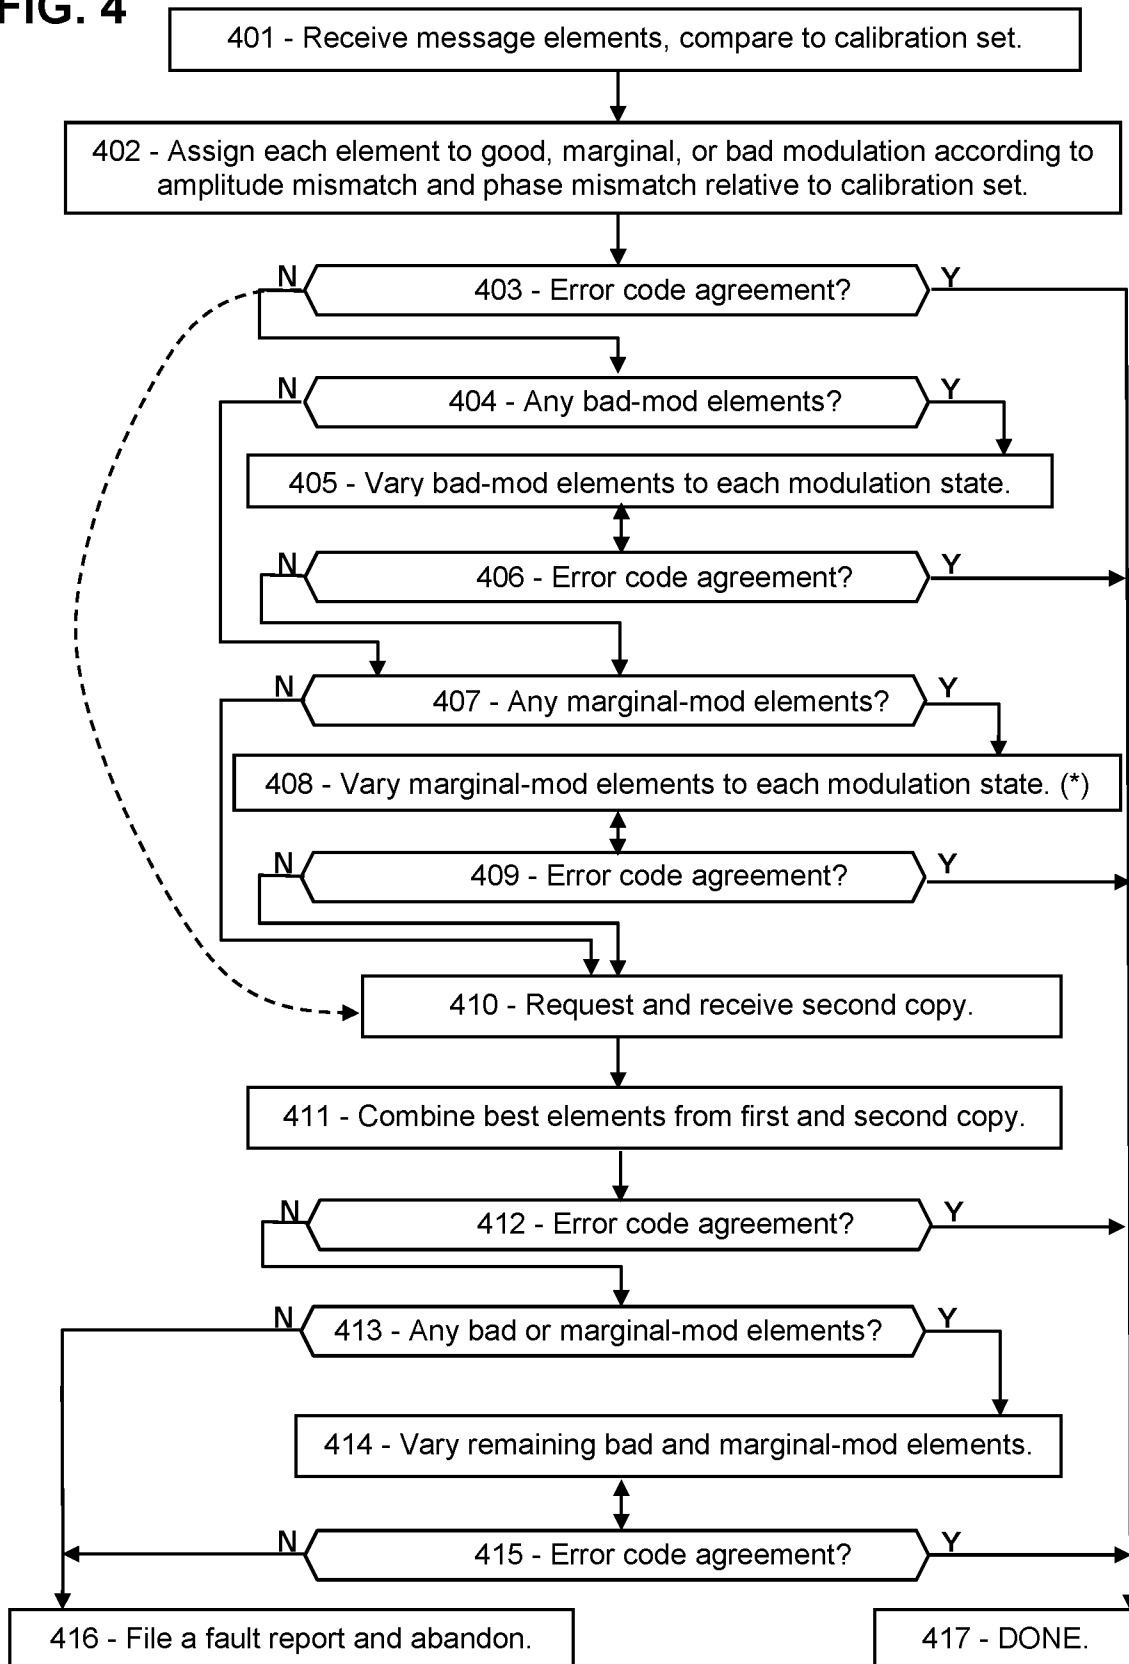 FIG. 4
401 - Receive message elements, compare to calibration set.
402 - Assign each element to good, marginal, or bad modulation according to
amplitude mismatch and phase mismatch relative to calibration set.
N
403 - Error code agreement?
Y
N
404 - Any bad-mod elements?
Y
405 - Vary bad-mod elements to each modulation state.
N
406 - Error code agreement?
Y
N
407 - Any marginal-mod elements?
Y
408 - Vary marginal-mod elements to each modulation state. (*)
N
409 - Error code agreement?
Y
410 - Request and receive second copy.
411 - Combine best elements from first and second copy.
N
412 - Error code agreement?
Y
N
413 - Any bad or marginal-mod elements?
Y
414 - Vary remaining bad and marginal-mod elements.
N
415 - Error code agreement?
Y
416 - File a fault report and abandon.
417 - DONE.